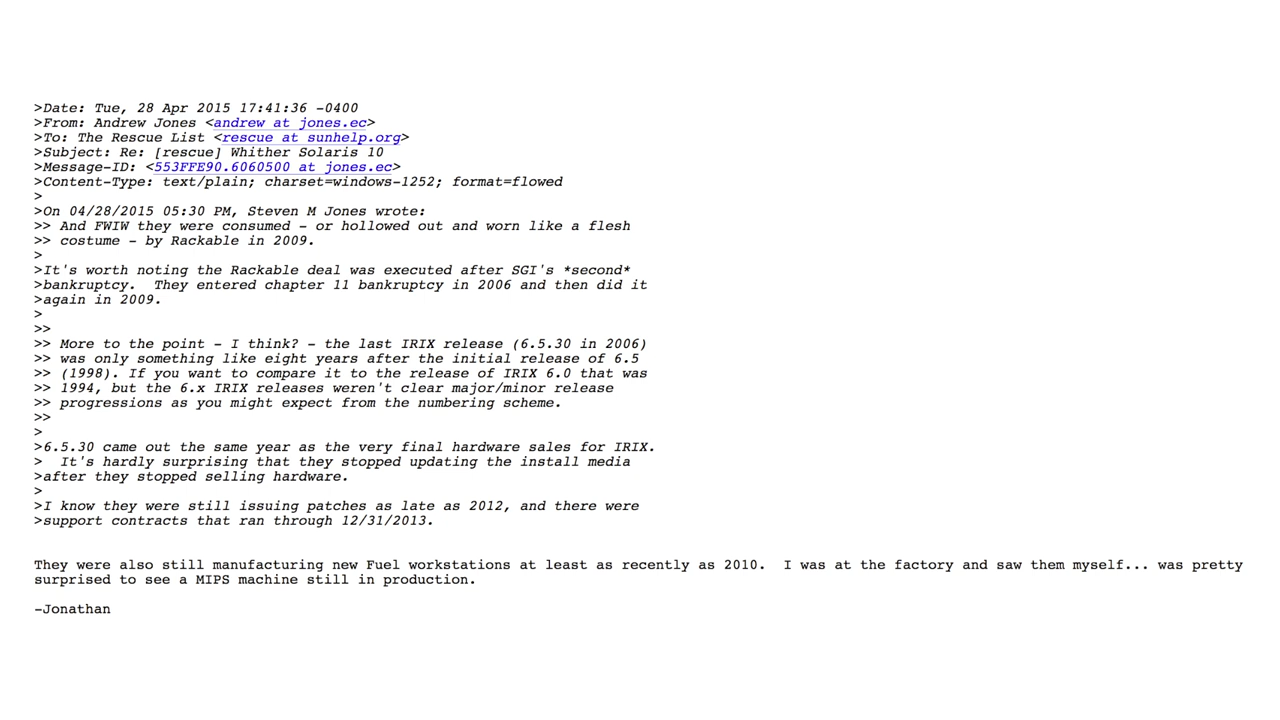 >Date: Tue, 28 Apr 2015 17:41:36 -0400
>From: Andrew Jones <andrew at jones.ec>
>To: The Rescue List <rescue at sunhelp.org>
>Subject: Re: [rescue] Whither Solaris 10
>Message-ID: <553FFE90.6060500 at jones.ec>
>Content-Type: text/plain; charset=windows-1252; format=flowed
>
>On 04/28/2015 05:30 PM, Steven M Jones wrote:
>> And FWIW they were consumed - or hollowed out and worn like a flesh
>> costume - by Rackable in 2009.
>
>It's worth noting the Rackable deal was executed after SGI's *second*
>bankruptcy.  They entered chapter 11 bankruptcy in 2006 and then did it
>again in 2009.
>
>>
>> More to the point - I think? - the last IRIX release (6.5.30 in 2006)
>> was only something like eight years after the initial release of 6.5
>> (1998). If you want to compare it to the release of IRIX 6.0 that was
>> 1994, but the 6.x IRIX releases weren't clear major/minor release
>> progressions as you might expect from the numbering scheme.
>>
>
>6.5.30 came out the same year as the very final hardware sales for IRIX.
>  It's hardly surprising that they stopped updating the install media
>after they stopped selling hardware.
>
>I know they were still issuing patches as late as 2012, and there were
>support contracts that ran through 12/31/2013.
They were also still manufacturing new Fuel workstations at least as recently as 2010.  I was at the factory and saw them myself... was pretty
surprised to see a MIPS machine still in production.
-Jonathan